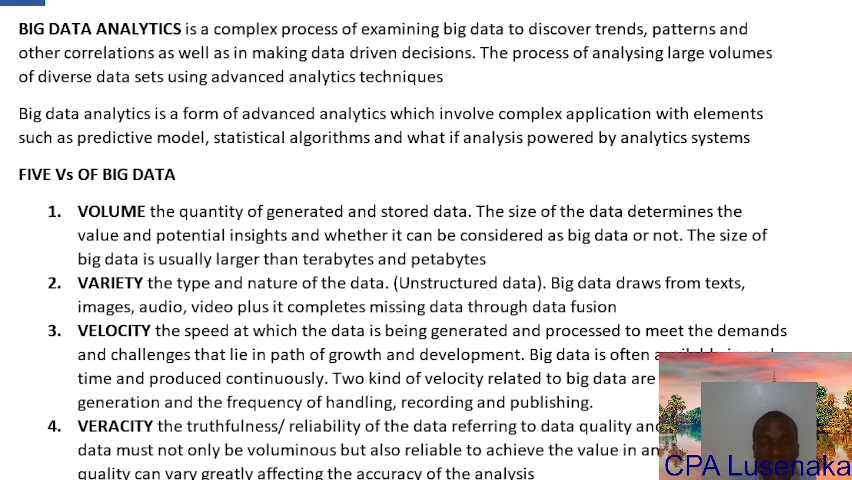 BIG DATA ANALYTICS is a complex process of examining big data to discover trends, patterns and
other correlations as well as in making data driven decisions. The process of analysing large volumes
of diverse data sets using advanced analytics techniques
Big data analytics is a form of advanced analytics which involve complex application with elements
such as predictive model, statistical algorithms and what if analysis powered by analytics systems
FIVE Vs OF BIG DATA
1. VOLUME the quantity of generated and stored data. The size of the data determines the
value and potential insights and whether it can be considered as big data or not. The size of
big data is usually larger than terabytes and petabytes
2. VARIETY the type and nature of the data. (Unstructured data). Big data draws from texts,
images, audio, video plus it completes missing data through data fusion
3. VELOCITY the speed at which the data is being generated and processed to meet the demands
and challenges that lie in path of growth and development. Big data is often
time and produced continuously. Two kind of velocity related to big data are
generation and the frequency of handling, recording and publishing.
4. VERACITY the truthfulness/ reliability of the data referring to data quality and
data must not only be voluminous but also reliable to achieve the value in
quality can vary greatly affecting the accuracy of the analysis
CPA Lusenaka